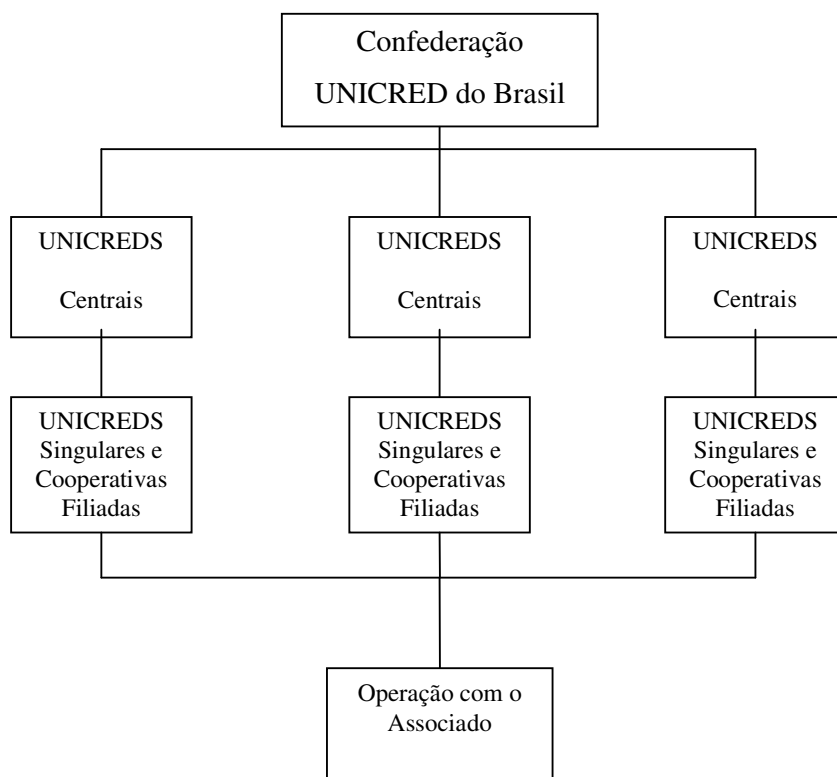 Confederação
UNICRED do Brasil
UNICREDS
Centrais
UNICREDS
Centrais
UNICREDS
Centrais
UNICREDS
Singulares e
Cooperativas
Filiadas
UNICREDS
Singulares e
Cooperativas
Filiadas
UNICREDS
Singulares e
Cooperativas
Filiadas
Operação com o
Associado